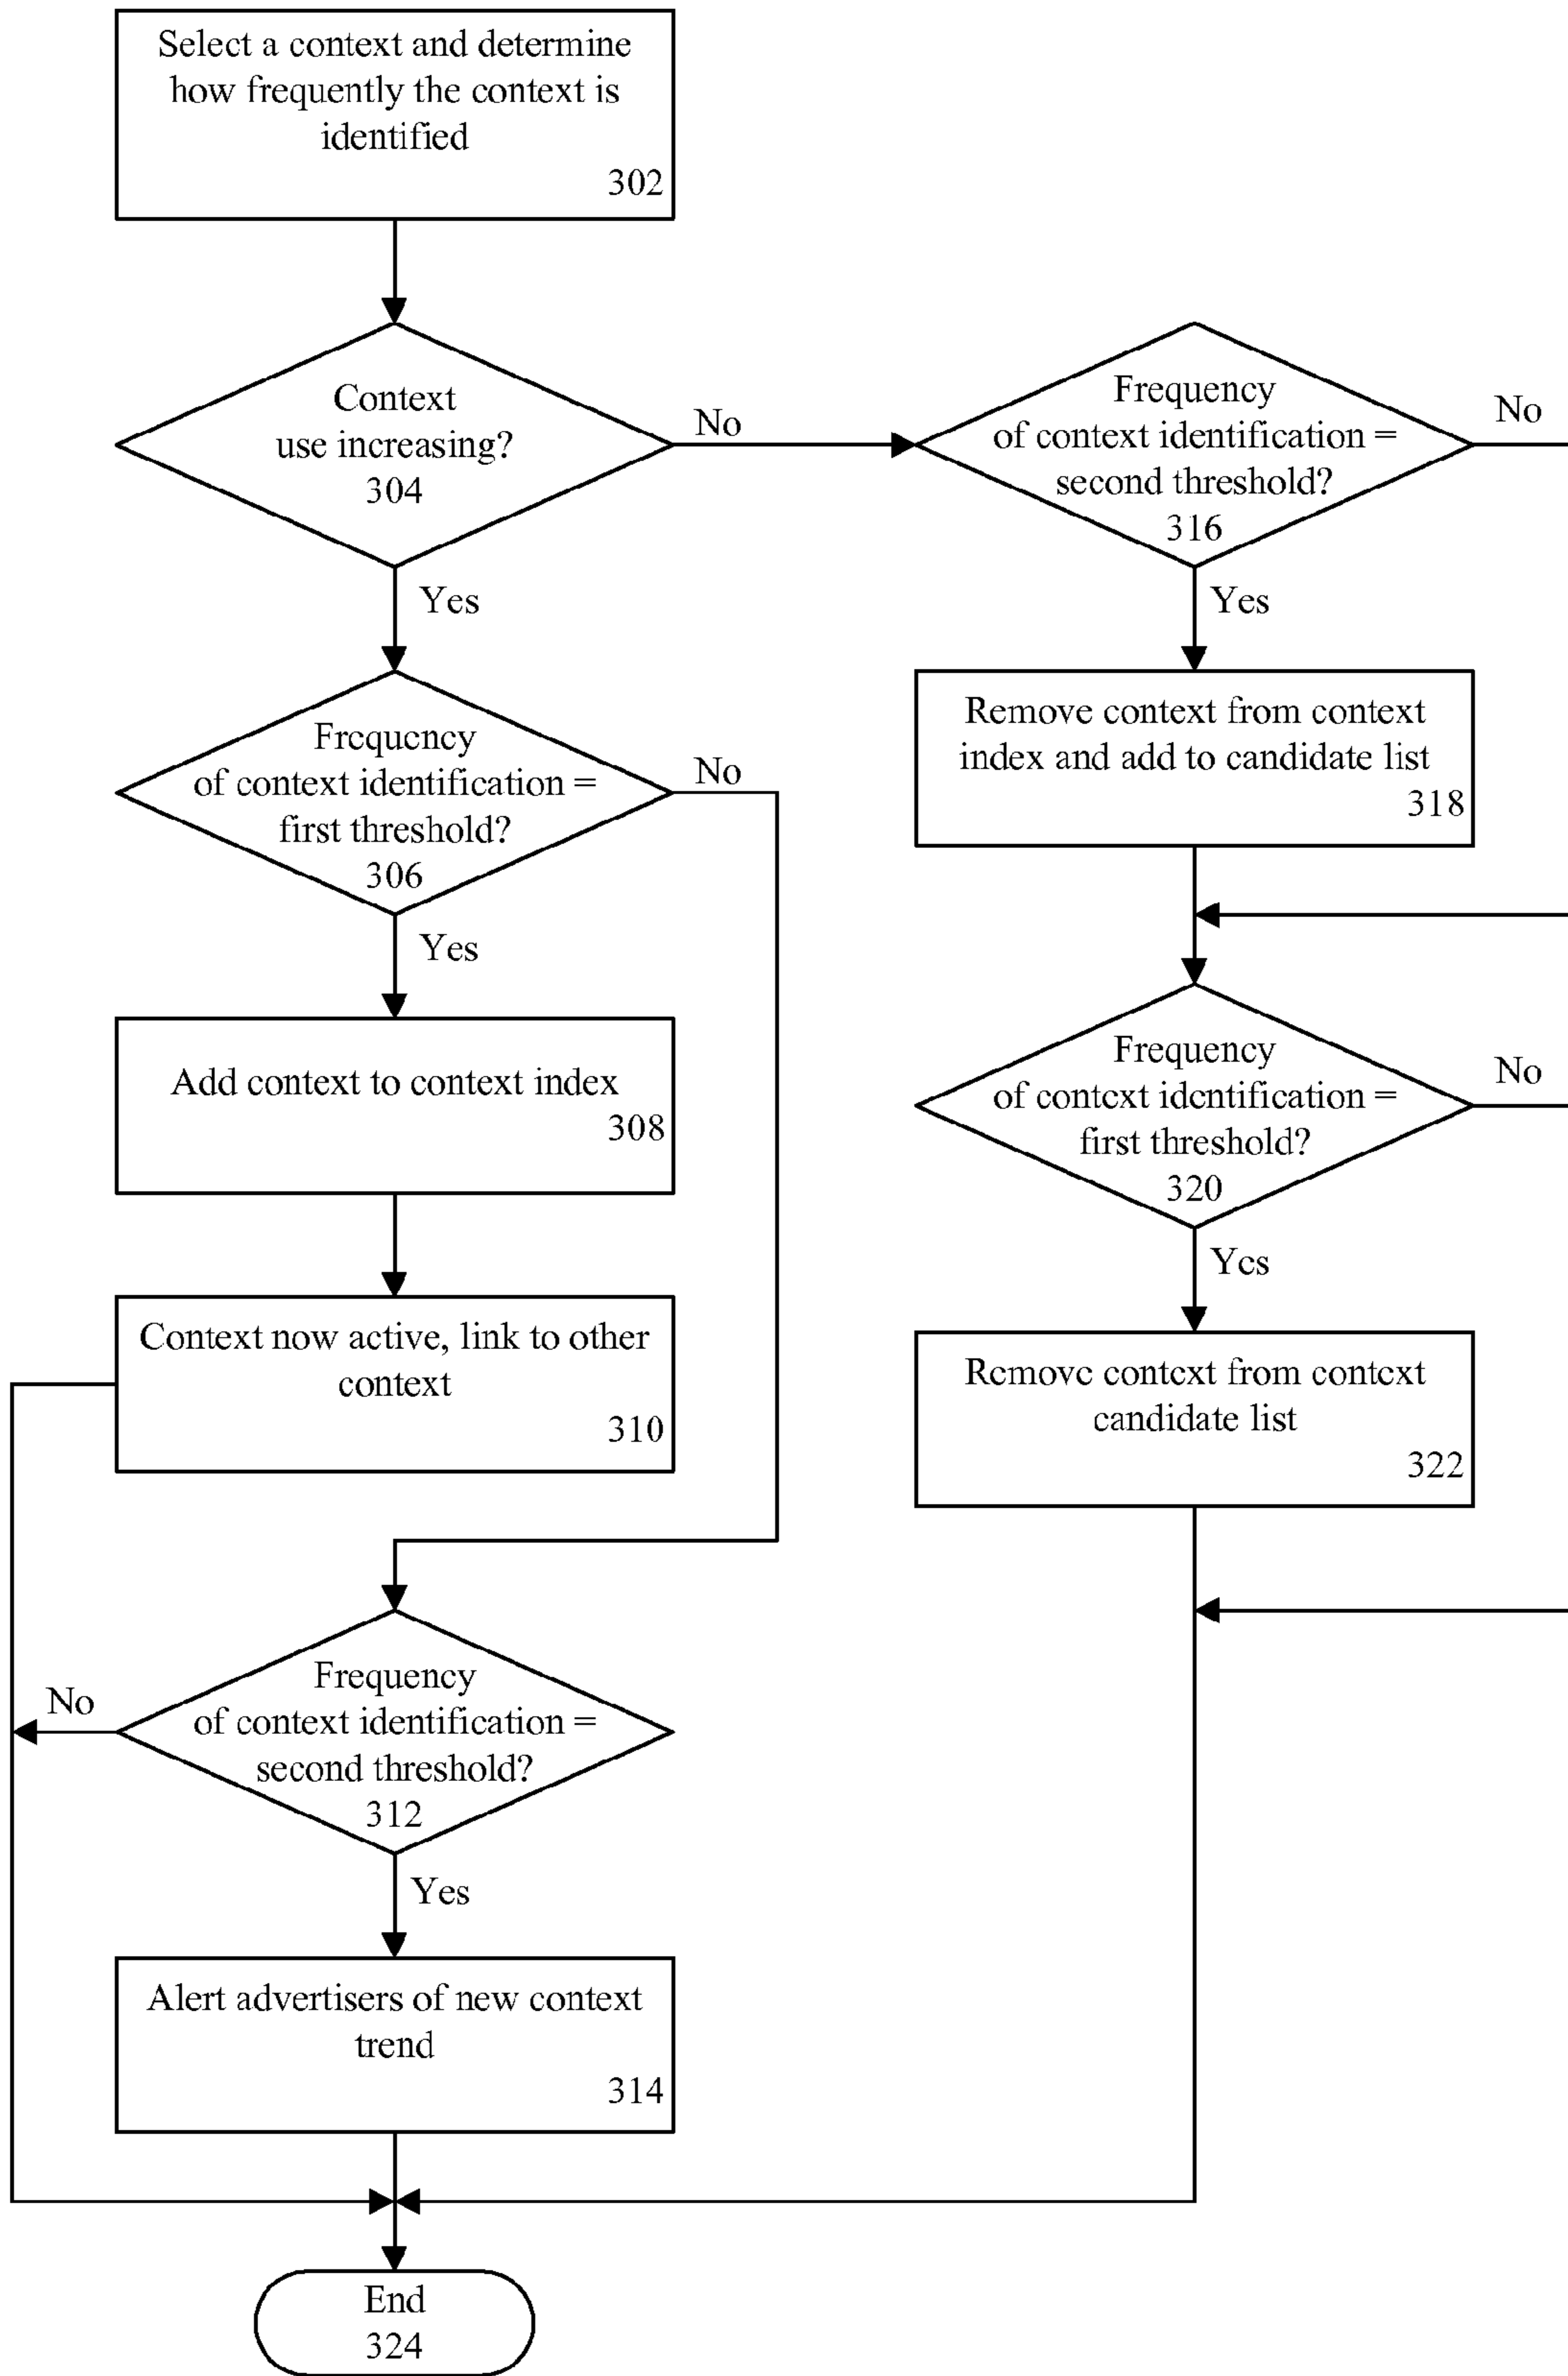 Select a context and determine
how frequently the context is
identified
302
Context
use increasing?
304
No
Yes
Frequency
of context identification =
first threshold?
306
No
Yes
Add context to context index
308
Context now active, link to other
context
310
Frequency
of context identification =
second threshold?
312
No
Yes
Alert advertisers of new context
trend
314
End
324
Frequency
of context identification =
second threshold?
316
No
Yes
Remove context from context
index and add to candidate list
318
Frequency
of context identification =
first threshold?
320
No
Yes
Remove context from context
candidate list
322